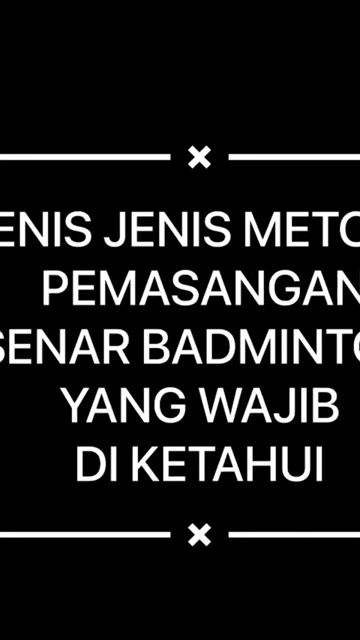 ENIS JENIS METO
PEMASANGAN
SENAR BADMINTO
YANG WAJIB
DI KETAHUI